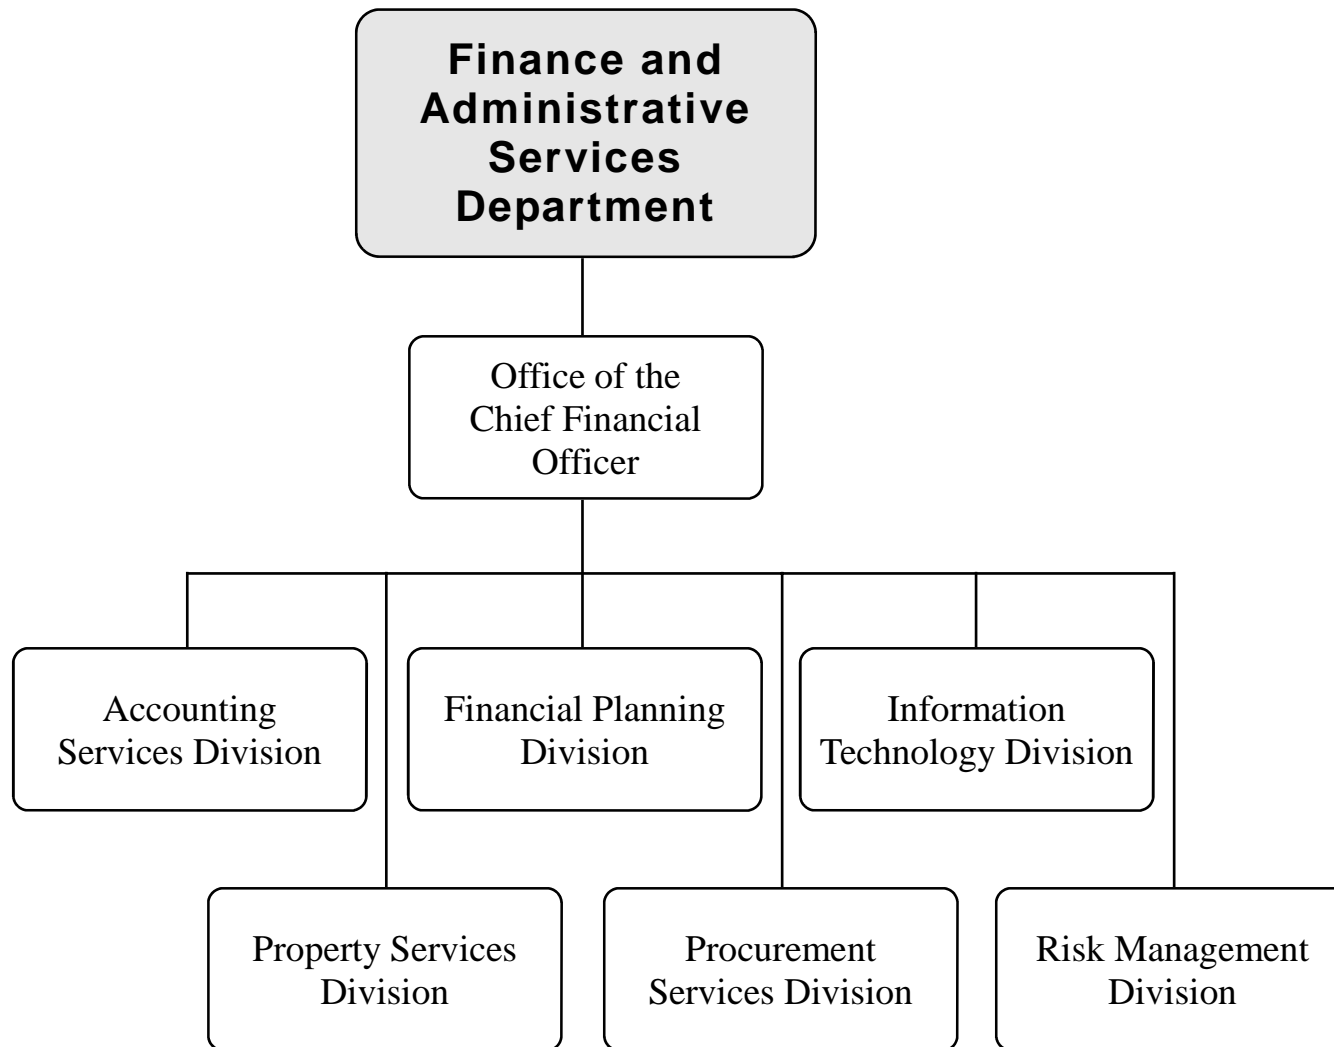 Finance and
Administrative
Services
Department
Office of the
Chief Financial
Officer
Accounting
Services Division
Financial Planning
Division
Information
Technology Division
Property Services
Division
Procurement
Services Division
Risk Management
Division